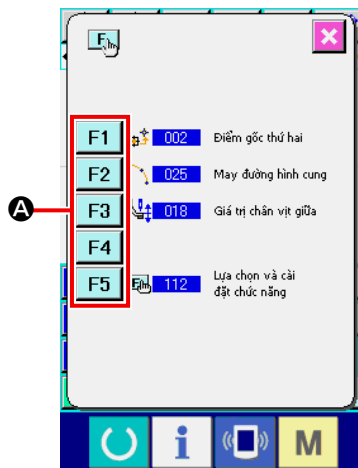 F
F1 002 Điểm gốc thứ hai
F2 025 May đường hình cung
A F3 018 Giá trị chân vịt giữa
F4
F5 F 112 Lựa chọn và cài
đặt chức năng
i M